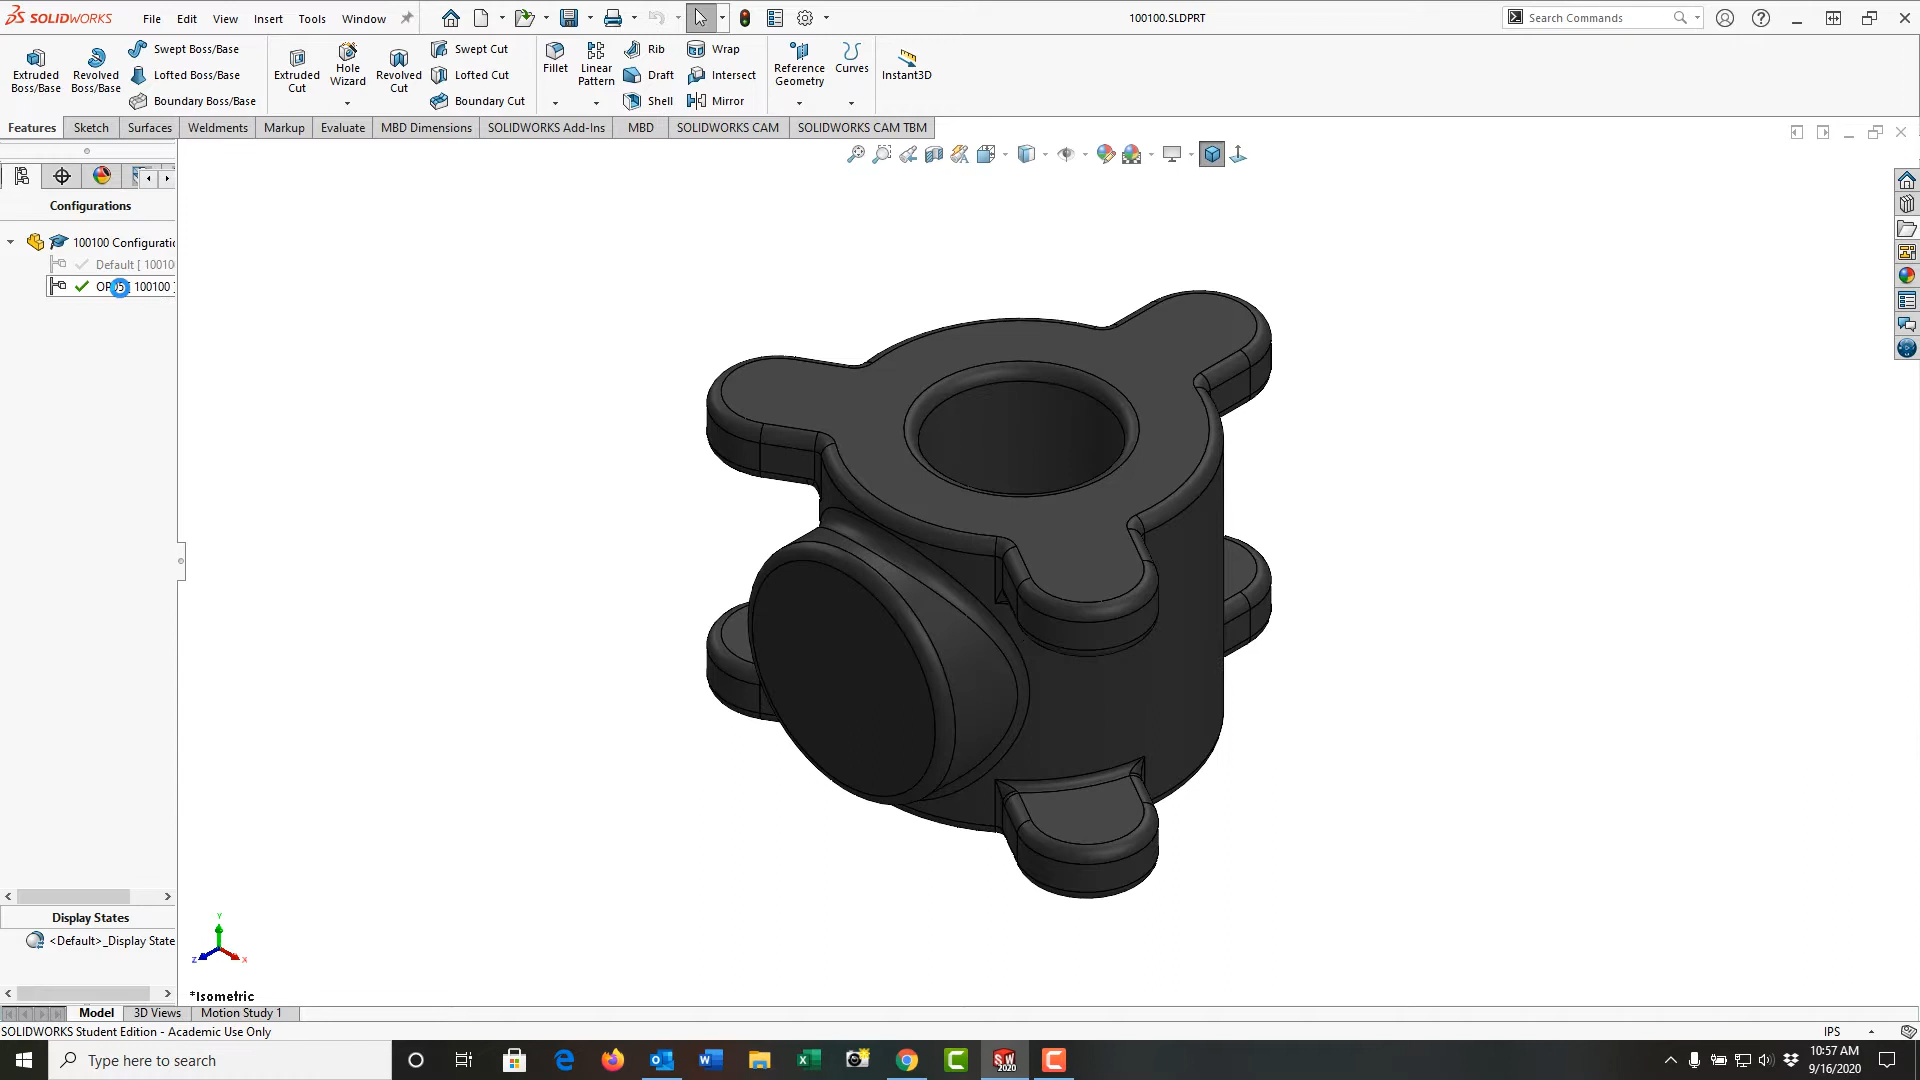 SOLIDWORKS File Edit View Insert Tools Window 100100.SLDPRT Search Commands
Extruded Boss/Base
Revolved Boss/Base
Swept Boss/Base
Lofted Boss/Base
Boundary Boss/Base
Extruded Cut
Hole Wizard
Revolved Cut
Swept Cut
Lofted Cut
Boundary Cut
Fillet
Linear Pattern
Rib
Draft
Shell
Wrap
Intersect
Mirror
Reference Geometry
Curves
Instant3D
Features Sketch Surfaces Weldments Markup Evaluate MBD Dimensions SOLIDWORKS Add-Ins MBD SOLIDWORKS CAM SOLIDWORKS CAM TBM
Configurations
100100 Configuratio
Default [ 100100
100100 ]
Display States
<Default>_Display State
Y
Z
X
*Isometric
Model 3D Views Motion Study 1
SOLIDWORKS Student Edition - Academic Use Only IPS
Type here to search
SW 2020
10:57 AM
9/16/2020